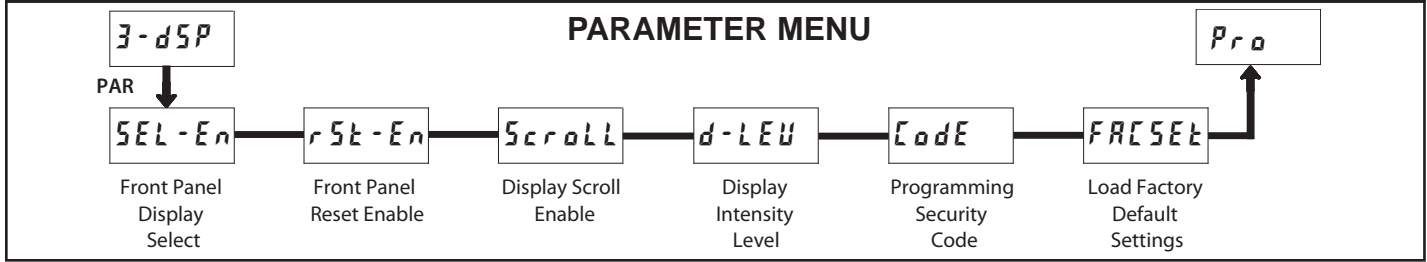 PARAMETER MENU
3-dSP
Pro
PAR
SEL-En
rSt-En
ScroLL
d-LEV
CodE
FACSEt
Front Panel
Display
Select
Front Panel
Reset Enable
Display Scroll
Enable
Display
Intensity
Level
Programming
Security
Code
Load Factory
Default
Settings